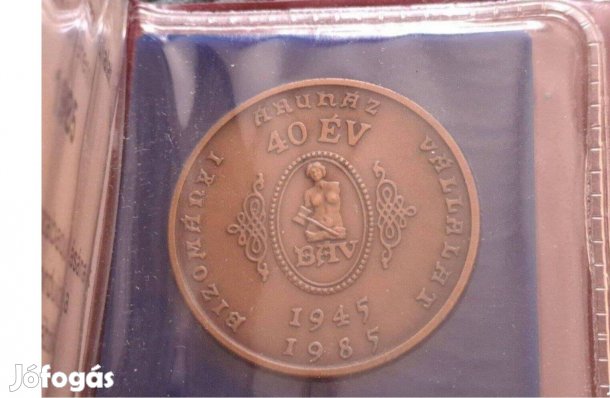 BIZOMÁNYI ÁRUHÁZ VÁLLALAT
40 ÉV
BÁV
1945
1985
Jófogás